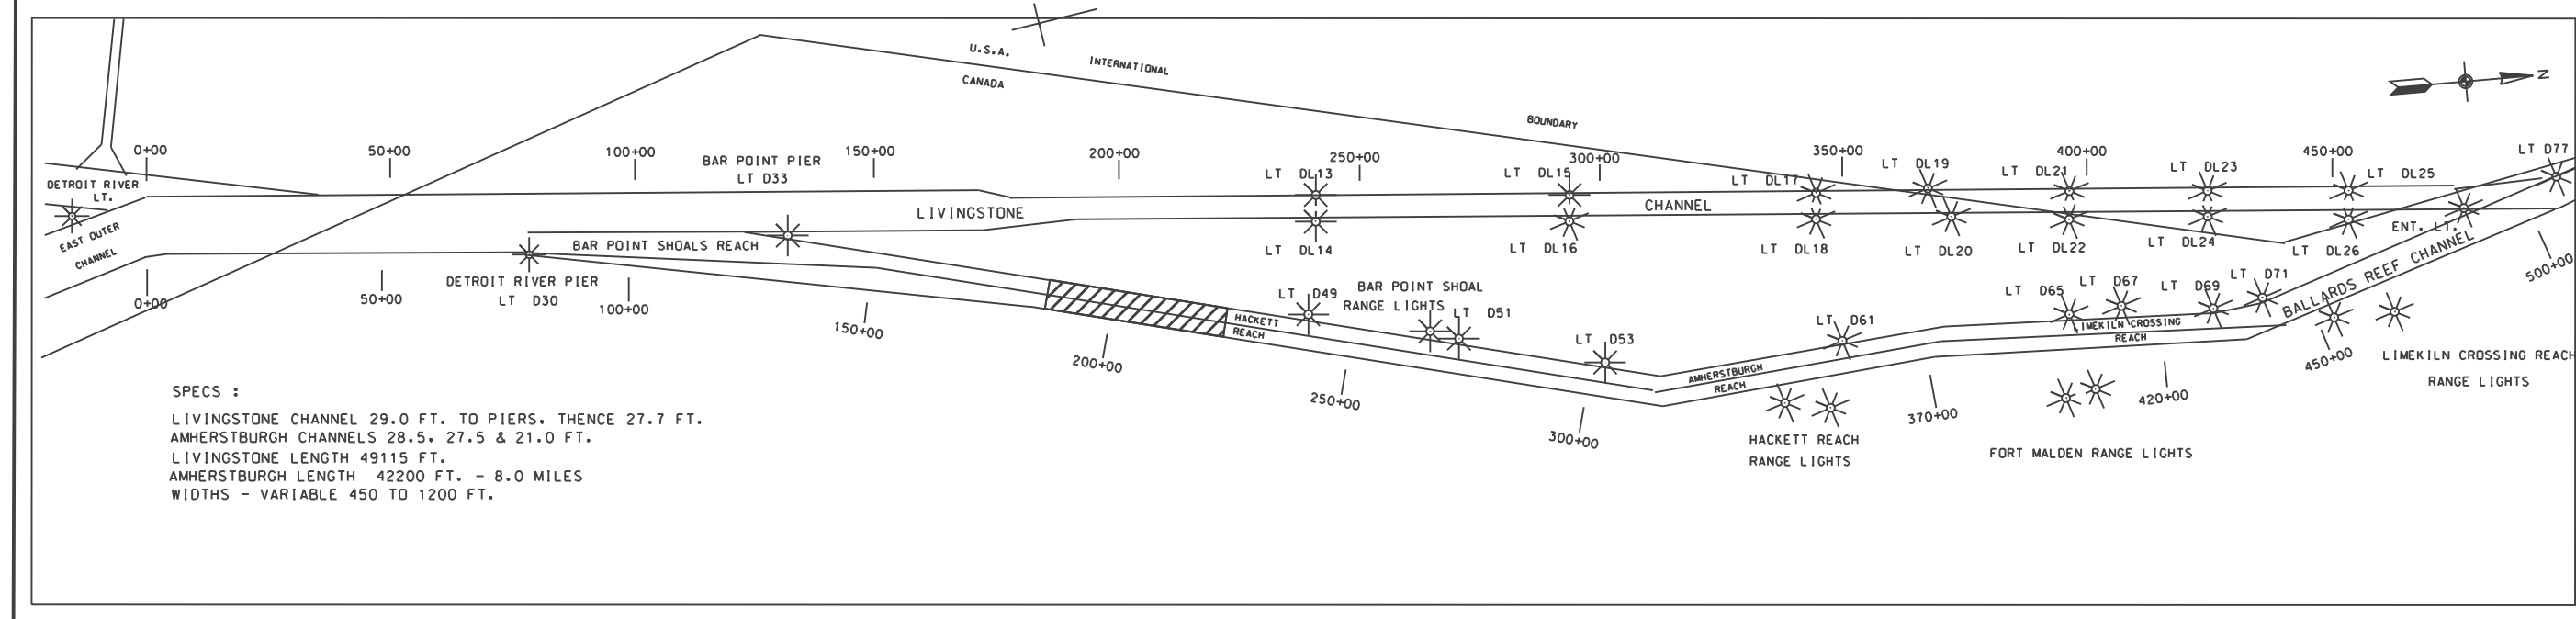 U.S.A.
INTERNATIONAL
CANADA
BOUNDARY
N
0+00
50+00
100+00
150+00
200+00
250+00
300+00
350+00
400+00
450+00
BAR POINT PIER
LT D33
LT DL13
LT DL15
LT DL17
LT DL19
LT DL21
LT DL23
LT DL25
LT D77
DETROIT RIVER
LT.
EAST OUTER
CHANNEL
LIVINGSTONE
CHANNEL
BAR POINT SHOALS REACH
LT DL14
LT DL16
LT DL18
LT DL20
LT DL22
LT DL24
LT DL26
ENT. LT.
BALLARDS REEF CHANNEL
500+00
DETROIT RIVER PIER
LT D30
0+00
50+00
100+00
150+00
200+00
250+00
300+00
370+00
420+00
450+00
LT D49
BAR POINT SHOAL
RANGE LIGHTS
LT D51
LT D53
LT D61
LT D65
LT D67
LT D69
LT D71
HACKETT
REACH
AMHERSTBURGH
REACH
LIMEKILN CROSSING
REACH
LIMEKILN CROSSING REACH
RANGE LIGHTS
HACKETT REACH
RANGE LIGHTS
FORT MALDEN RANGE LIGHTS
SPECS :
LIVINGSTONE CHANNEL 29.0 FT. TO PIERS. THENCE 27.7 FT.
AMHERSTBURGH CHANNELS 28.5. 27.5 & 21.0 FT.
LIVINGSTONE LENGTH 49115 FT.
AMHERSTBURGH LENGTH 42200 FT. - 8.0 MILES
WIDTHS - VARIABLE 450 TO 1200 FT.